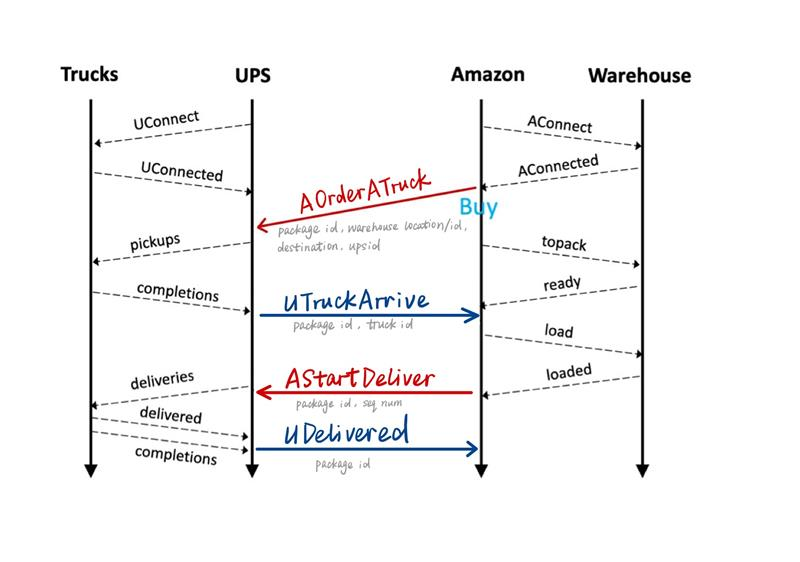 Trucks UPS Amazon Warehouse
UConnect
AConnect
UConnected
AConnected
AOrderATruck
Buy
package id, warehouse location/id,
destination, upsid
pickups
topack
completions
ready
UTruckArrive
package id, truck id
load
loaded
deliveries
AStartDeliver
package id, seq num
delivered
UDelivered
completions
package id